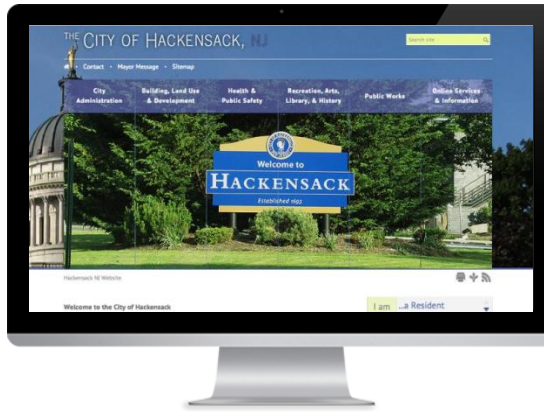 THE CITY OF HACKENSACK, NJ
Search site
Contact • Mayor Message • Sitemap
City Administration
Building, Land Use & Development
Health & Public Safety
Recreation, Arts, Library, & History
Public Works
Online Services & Information
Welcome to
HACKENSACK
Established 1693
Hackensack NJ Website
Welcome to the City of Hackensack
I am ...a Resident